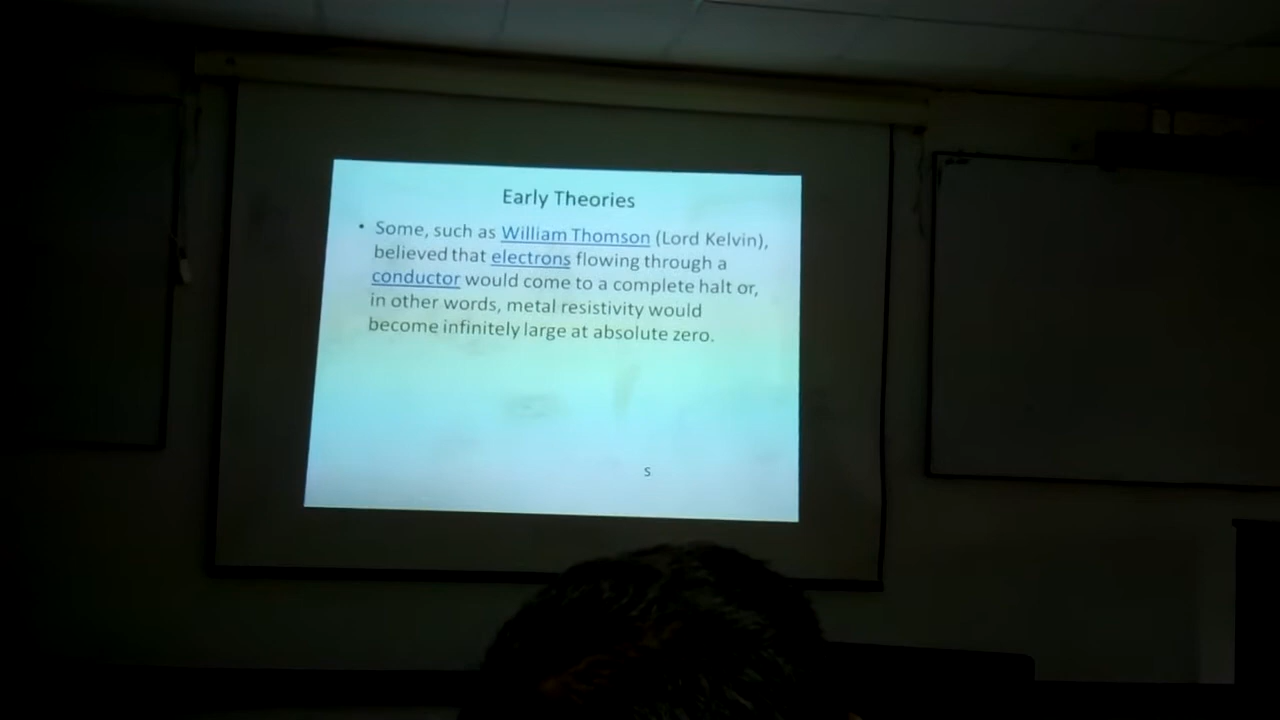 Early Theories
• Some, such as William Thomson (Lord Kelvin),
believed that electrons flowing through a
conductor would come to a complete halt or,
in other words, metal resistivity would
become infinitely large at absolute zero.
S